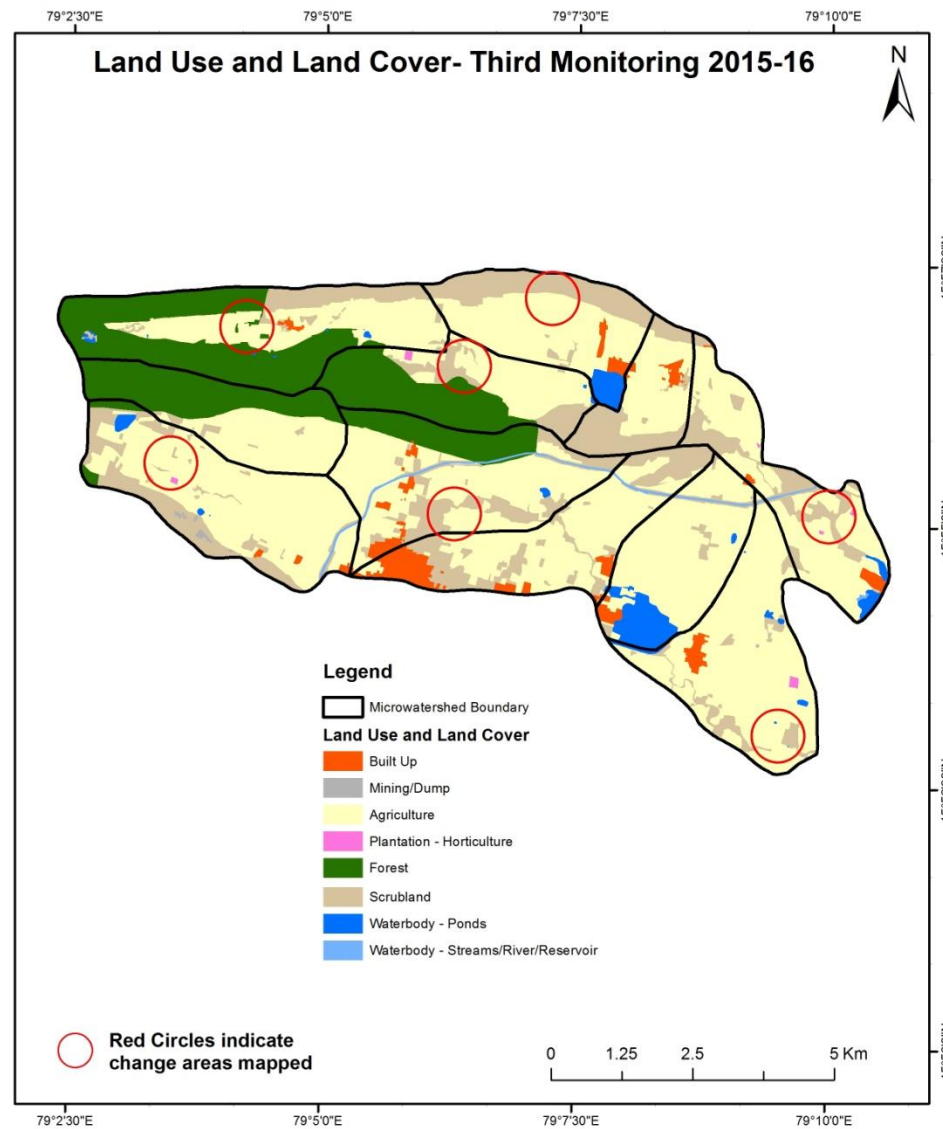 79°2'30"E 79°5'0"E 79°7'30"E 79°10'0"E
Land Use and Land Cover- Third Monitoring 2015-16
N
Legend
Microwatershed Boundary
Land Use and Land Cover
Built Up
Mining/Dump
Agriculture
Plantation - Horticulture
Forest
Scrubland
Waterbody - Ponds
Waterbody - Streams/River/Reservoir
Red Circles indicate
change areas mapped
0 1.25 2.5 5 Km
79°2'30"E 79°5'0"E 79°7'30"E 79°10'0"E